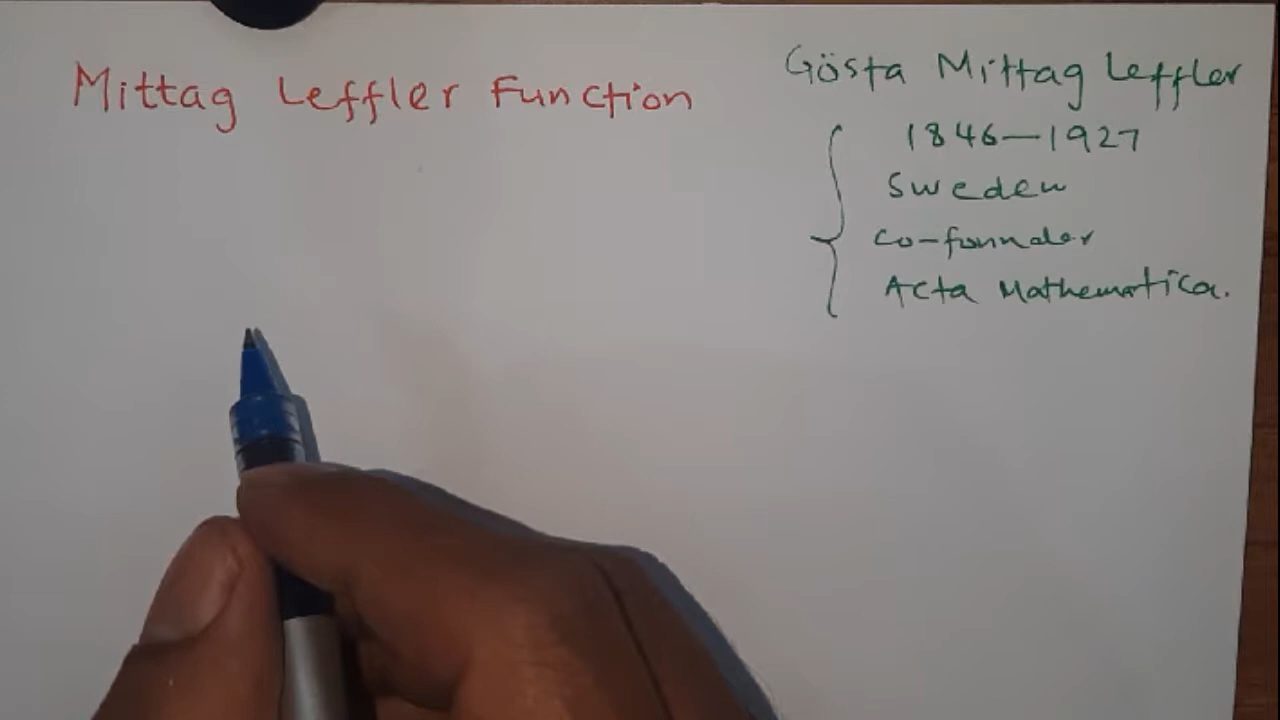 Mittag Leffler Function
Gösta Mittag Leffler
1846—1927
Sweden
co-founder
Acta Mathematica.